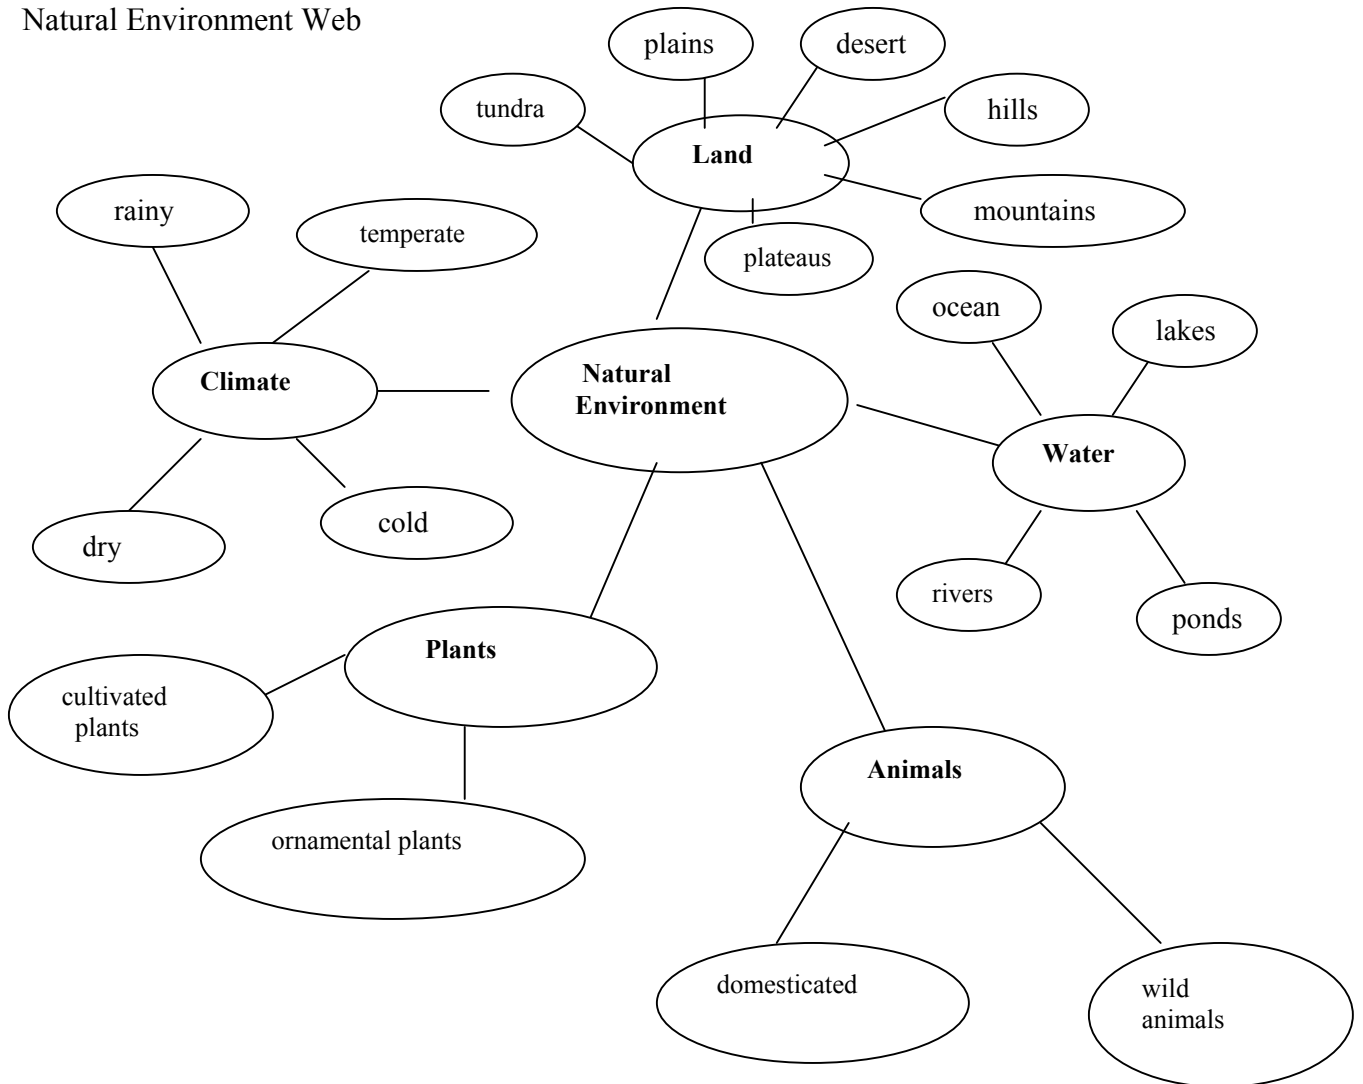 Natural Environment Web
plains
desert
tundra
hills
Land
rainy
temperate
mountains
plateaus
ocean
lakes
Climate
Natural
Environment
Water
dry
cold
rivers
ponds
Plants
cultivated
plants
Animals
ornamental plants
domesticated
wild
animals